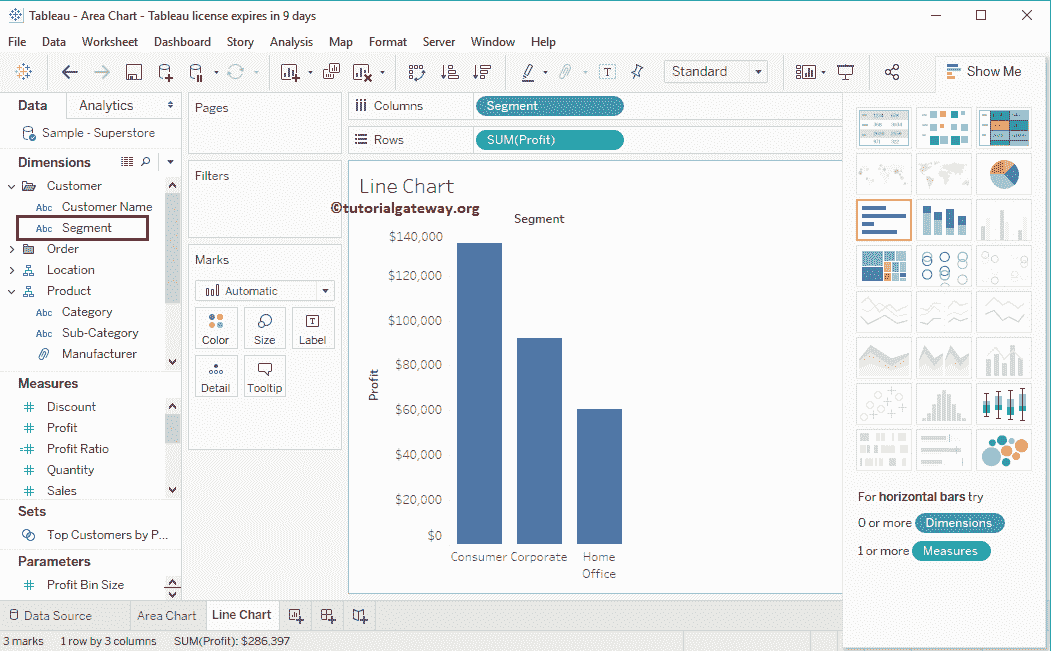 Tableau - Area Chart - Tableau license expires in 9 days
File Data Worksheet Dashboard Story Analysis Map Format Server Window Help
Standard
Show Me
Data Analytics
Sample - Superstore
Dimensions
Customer
Abc Customer Name
Abc Segment
Order
Location
Product
Abc Category
Abc Sub-Category
Manufacturer
Measures
# Discount
# Profit
=# Profit Ratio
# Quantity
# Sales
Sets
Top Customers by P...
Parameters
# Profit Bin Size
Pages
Filters
Marks
Automatic
Color Size Label
Detail Tooltip
Columns Segment
Rows SUM(Profit)
Line Chart
©tutorialgateway.org
Segment
Profit
$140,000
$120,000
$100,000
$80,000
$60,000
$40,000
$20,000
$0
Consumer Corporate Home
Office
For horizontal bars try
0 or more Dimensions
1 or more Measures
Data Source Area Chart Line Chart
3 marks 1 row by 3 columns SUM(Profit): $286,397